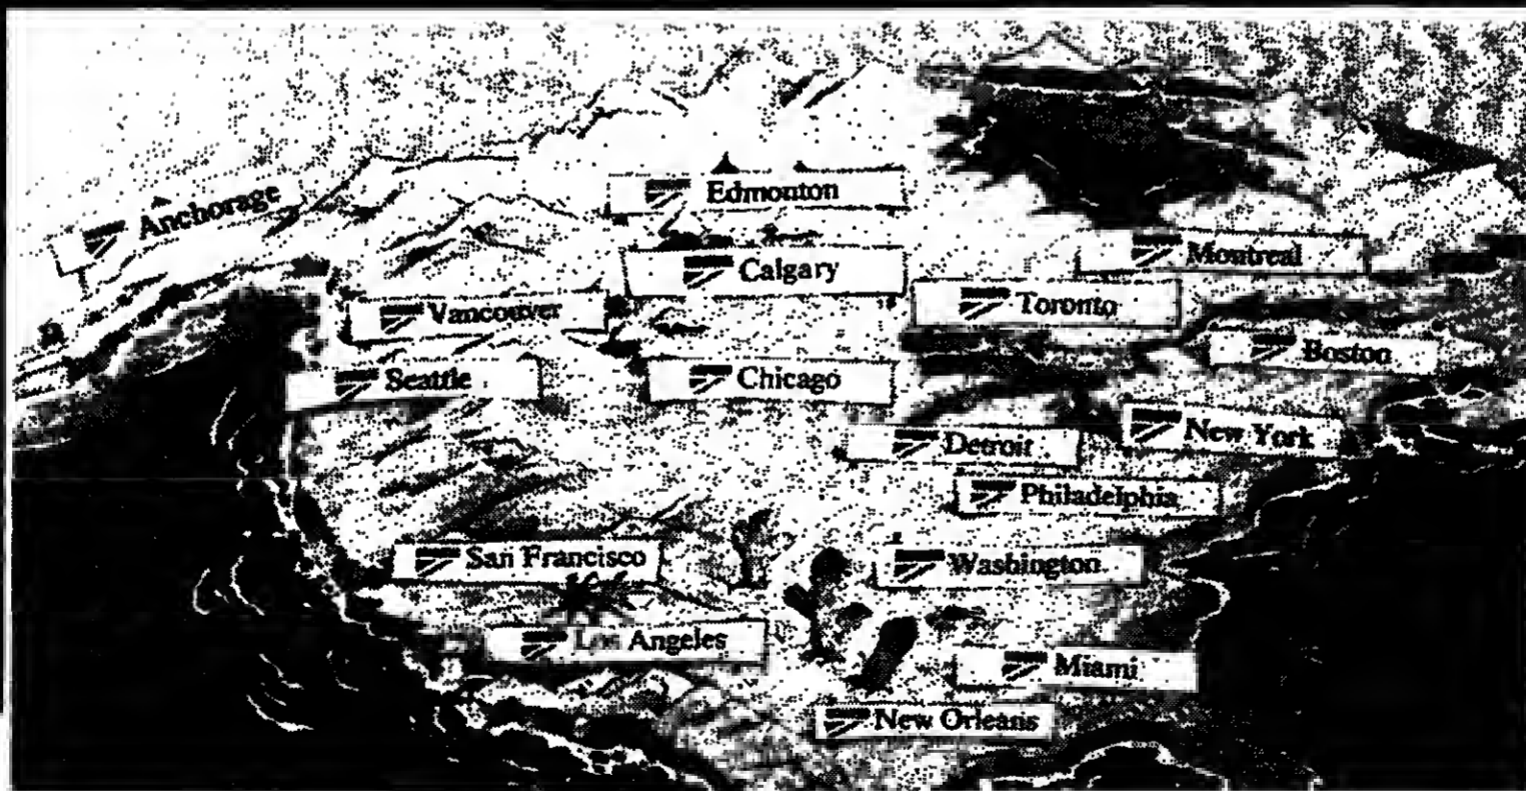 Anchorage
Edmonton
Montreal
Calgary
Toronto
Vancouver
Boston
Seattle
Chicago
New York
Detroit
Philadelphia
San Francisco
Washington
Los Angeles
Miami
New Orleans